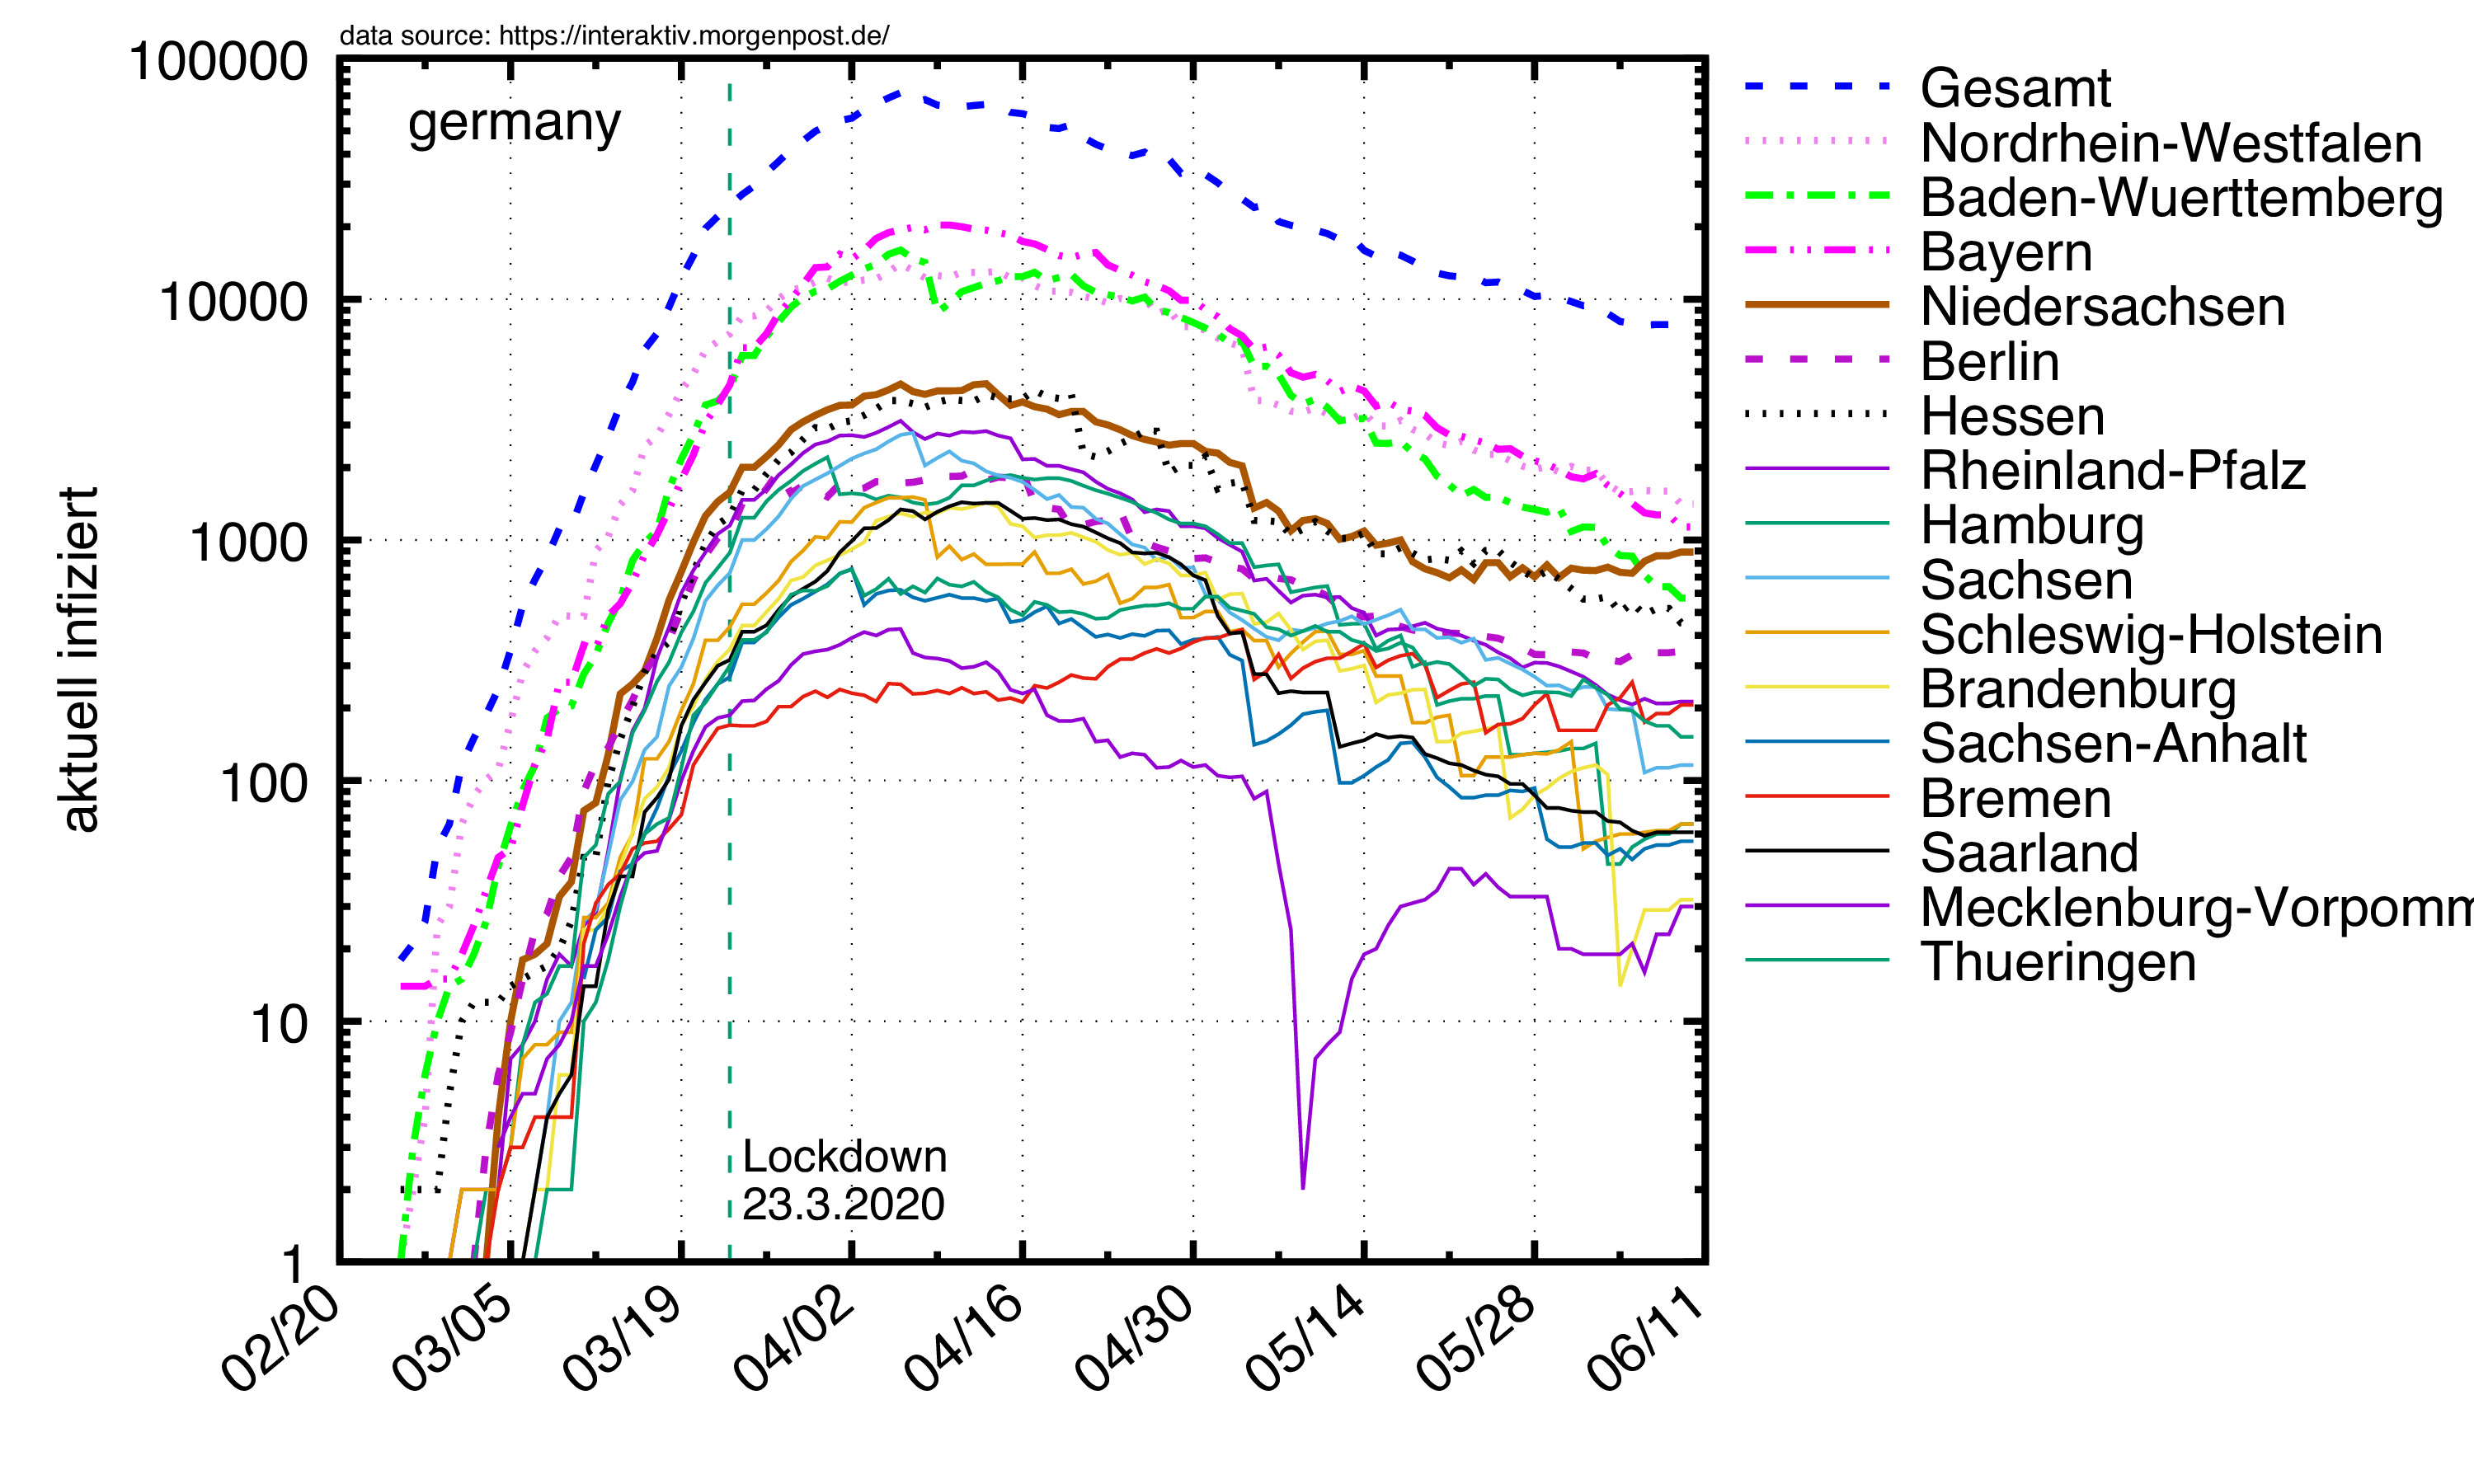 data source: https://interaktiv.morgenpost.de/
100000
10000
1000
100
10
1
aktuell infiziert
germany
Lockdown
23.3.2020
02/20
03/05
03/19
04/02
04/16
04/30
05/14
05/28
06/11
Gesamt
Nordrhein-Westfalen
Baden-Wuerttemberg
Bayern
Niedersachsen
Berlin
Hessen
Rheinland-Pfalz
Hamburg
Sachsen
Schleswig-Holstein
Brandenburg
Sachsen-Anhalt
Bremen
Saarland
Mecklenburg-Vorpomm
Thueringen